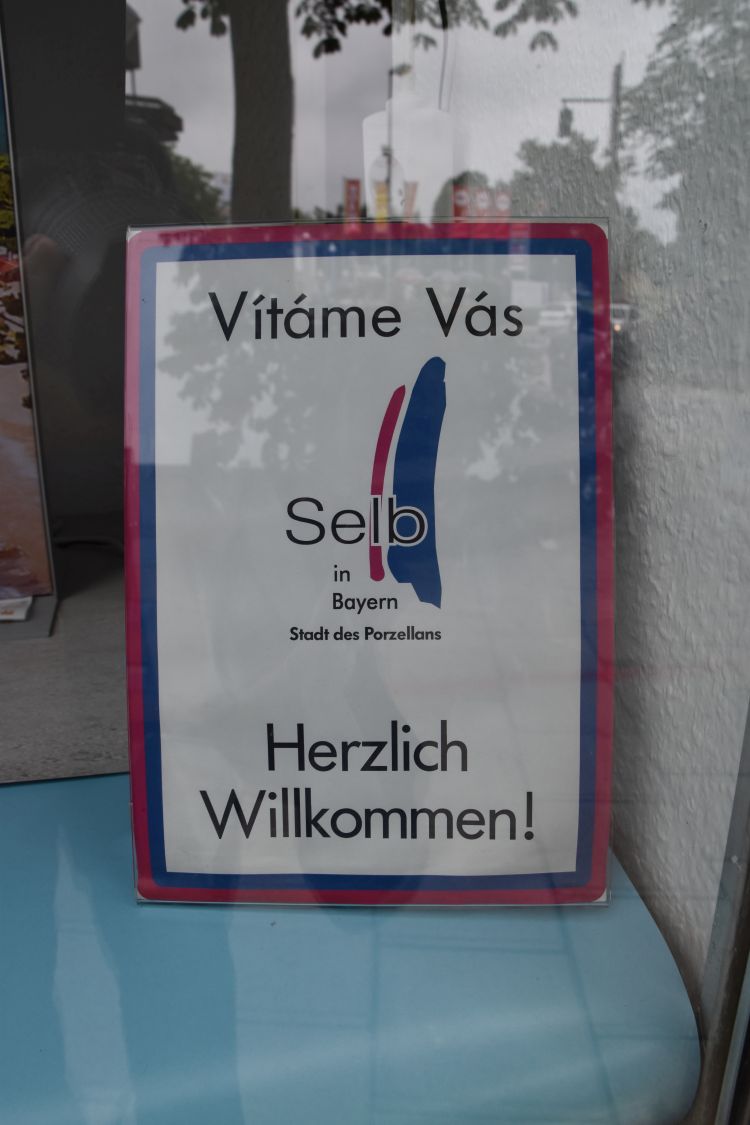 Vítáme Vás
Selb
in
Bayern
Stadt des Porzellans
Herzlich
Willkommen!